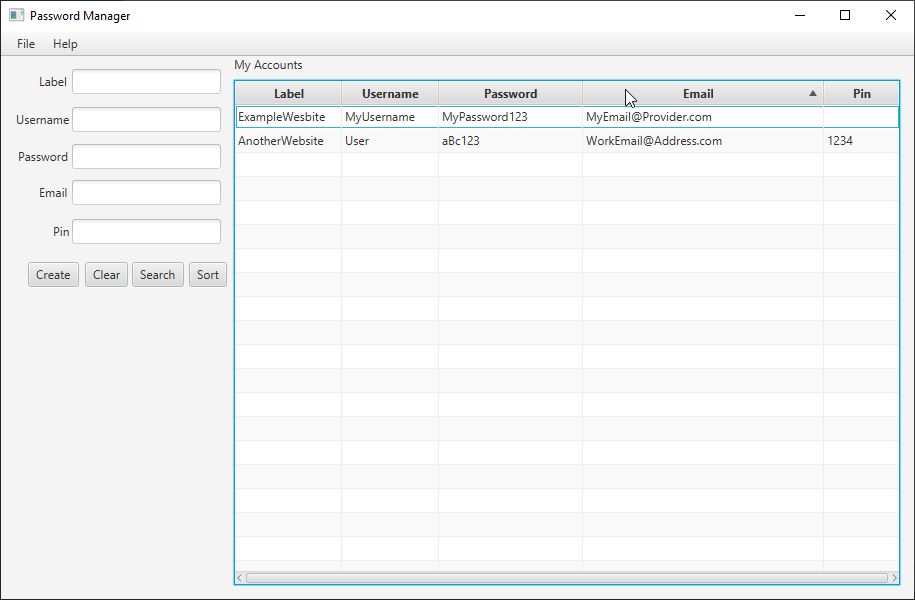 Password Manager
File Help
My Accounts
Label
Username
Password
Email
Pin
Create Clear Search Sort
Label Username Password Email Pin
ExampleWesbite MyUsername MyPassword123 MyEmail@Provider.com
AnotherWebsite User aBc123 WorkEmail@Address.com 1234